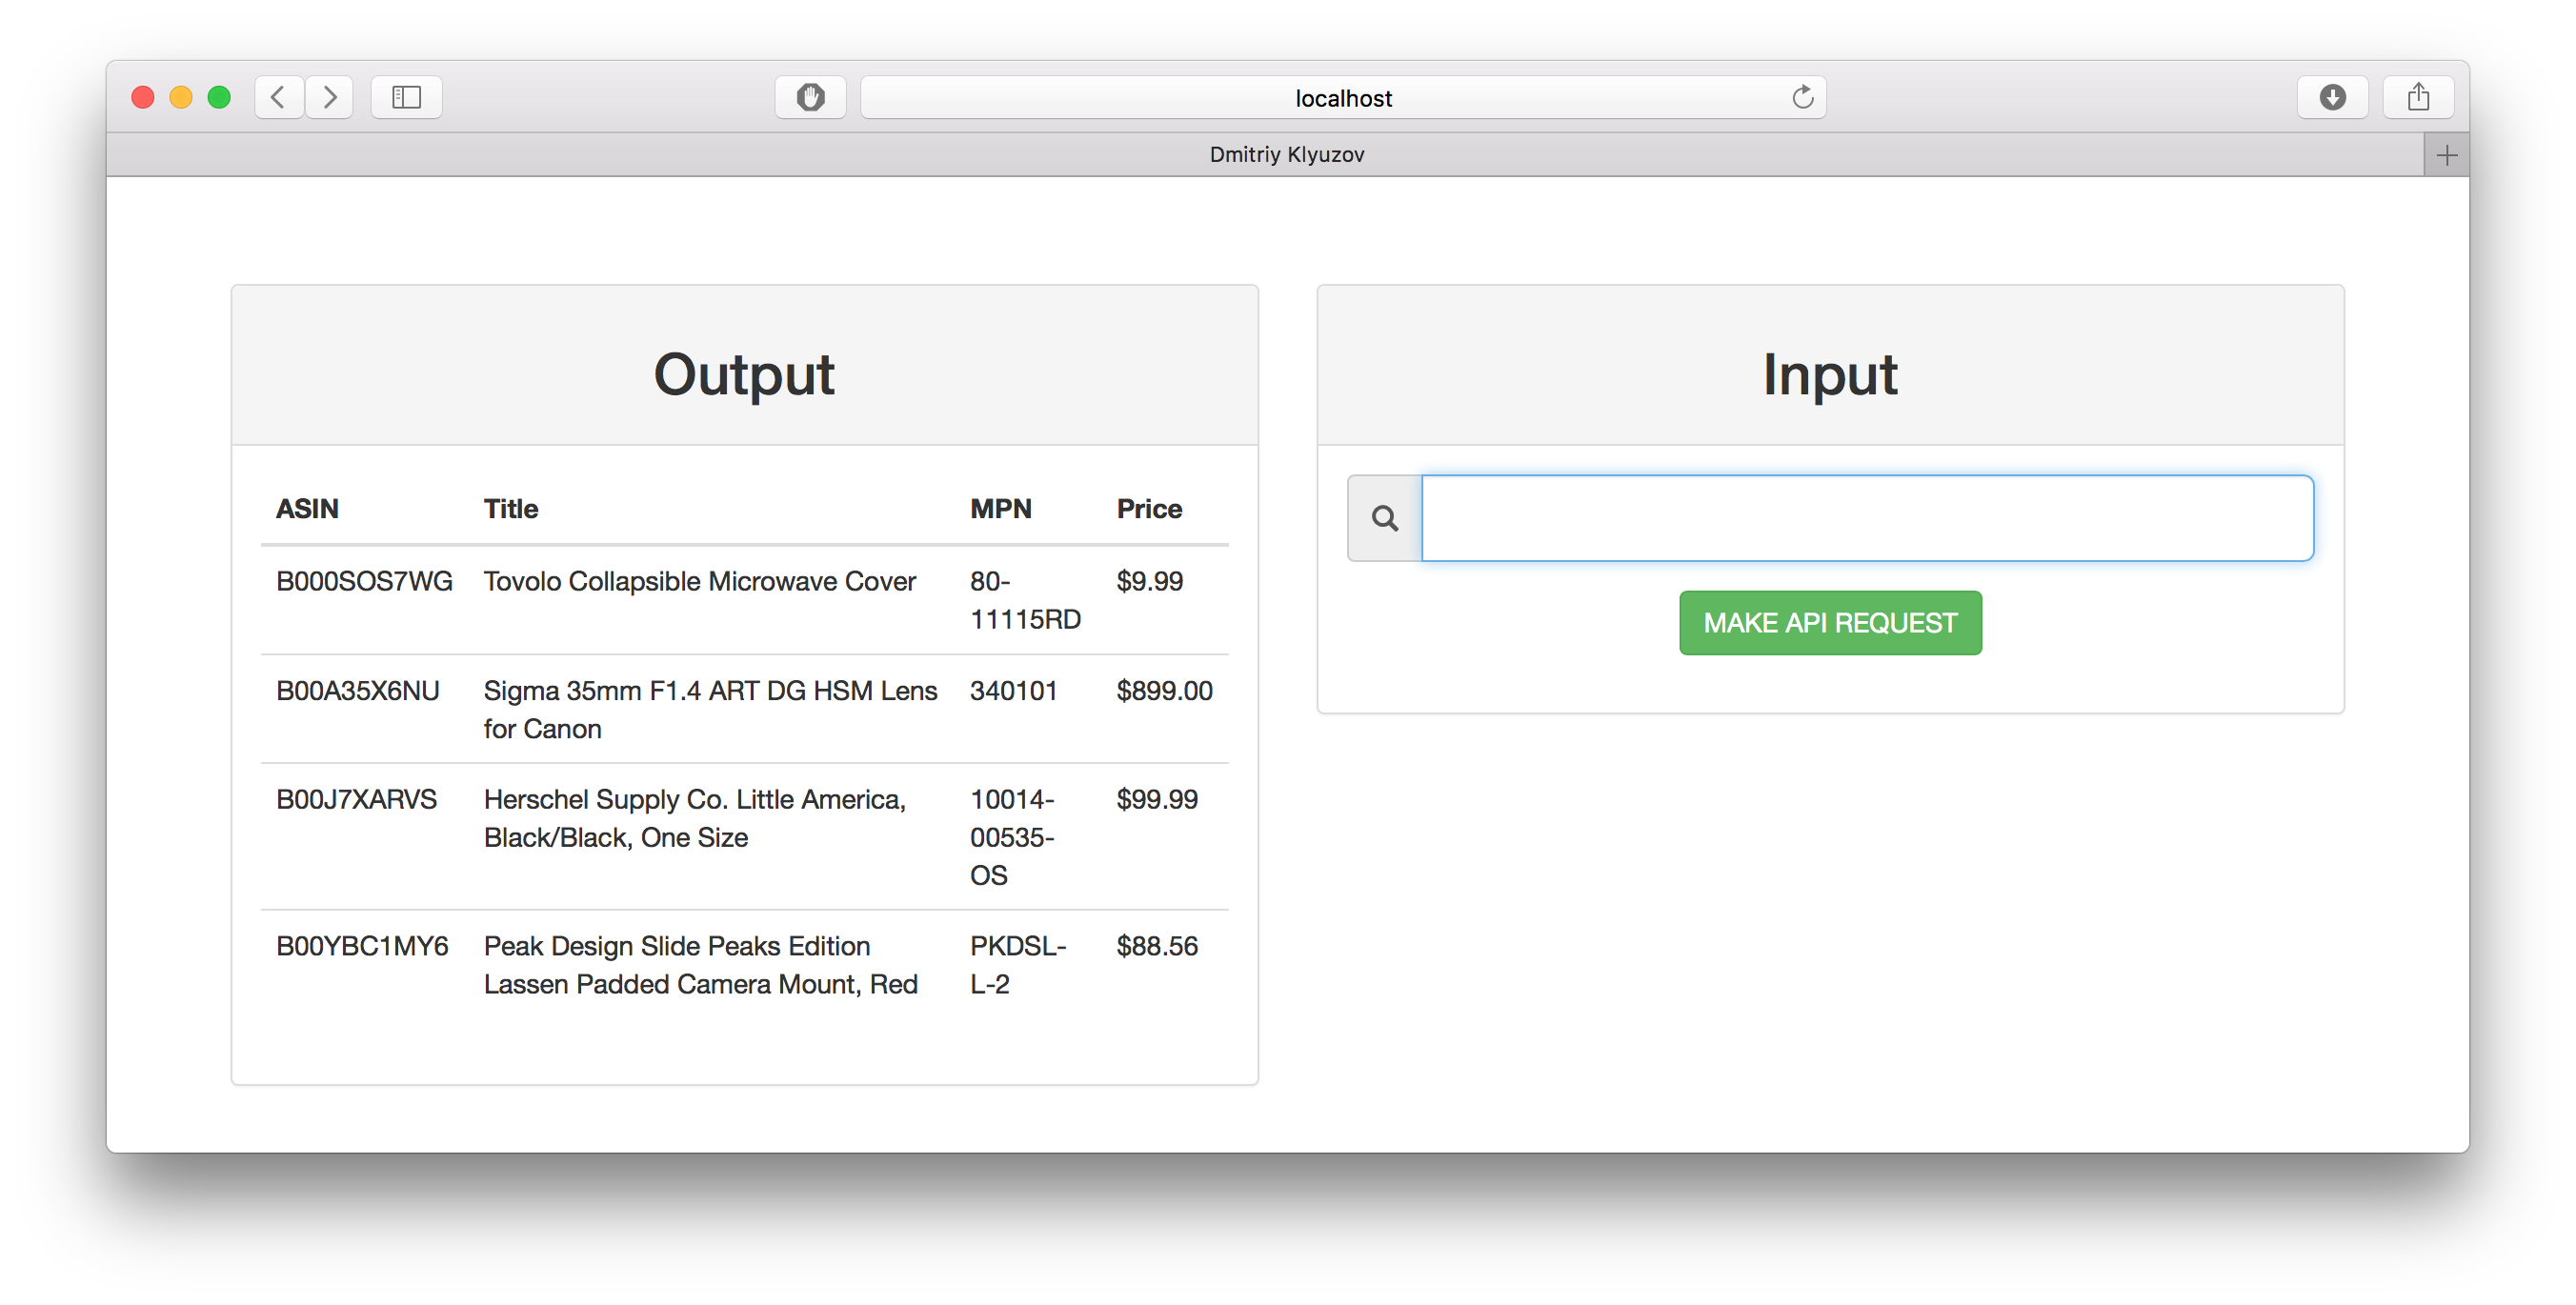 localhost
Dmitriy Klyuzov
Output
ASIN Title MPN Price
B000SOS7WG Tovolo Collapsible Microwave Cover 80- $9.99
11115RD
B00A35X6NU Sigma 35mm F1.4 ART DG HSM Lens 340101 $899.00
for Canon
B00J7XARVS Herschel Supply Co. Little America, 10014- $99.99
Black/Black, One Size 00535-
OS
B00YBC1MY6 Peak Design Slide Peaks Edition PKDSL- $88.56
Lassen Padded Camera Mount, Red L-2
Input
MAKE API REQUEST